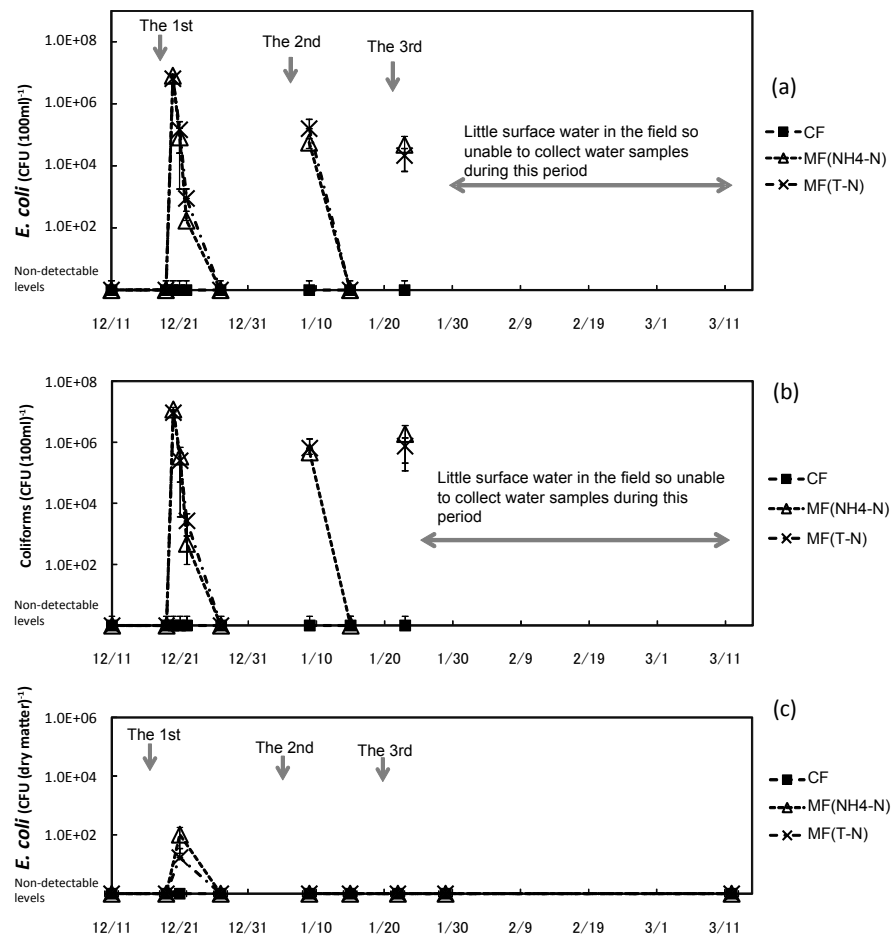 The 1st
The 2nd
The 3rd
(a)
1.0E+08
1.0E+06
1.0E+04
1.0E+02
Non-detectable
levels
E. coli (CFU (100ml)-1)
Little surface water in the field so
unable to collect water samples
during this period
CF
MF(NH4-N)
MF(T-N)
12/11 12/21 12/31 1/10 1/20 1/30 2/9 2/19 3/1 3/11
(b)
1.0E+08
1.0E+06
1.0E+04
1.0E+02
Non-detectable
levels
Coliforms (CFU (100ml)-1)
Little surface water in the field so unable
to collect water samples during this
period
CF
MF(NH4-N)
MF(T-N)
12/11 12/21 12/31 1/10 1/20 1/30 2/9 2/19 3/1 3/11
(c)
The 1st
The 2nd
The 3rd
1.0E+06
1.0E+04
1.0E+02
Non-detectable
levels
E. coli (CFU (dry matter)-1)
CF
MF(NH4-N)
MF(T-N)
12/11 12/21 12/31 1/10 1/20 1/30 2/9 2/19 3/1 3/11